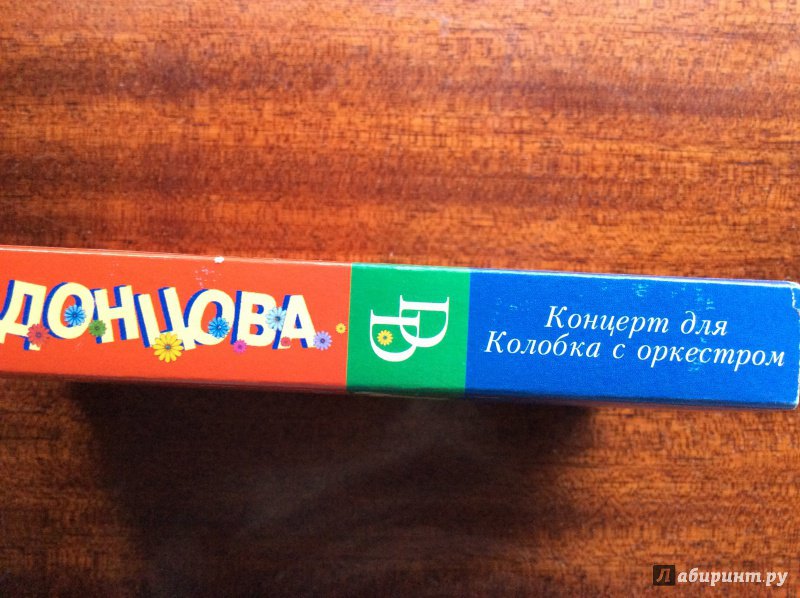 ДОНЦОВА
Концерт для
Колобка с оркестром
Лабиринт.ру